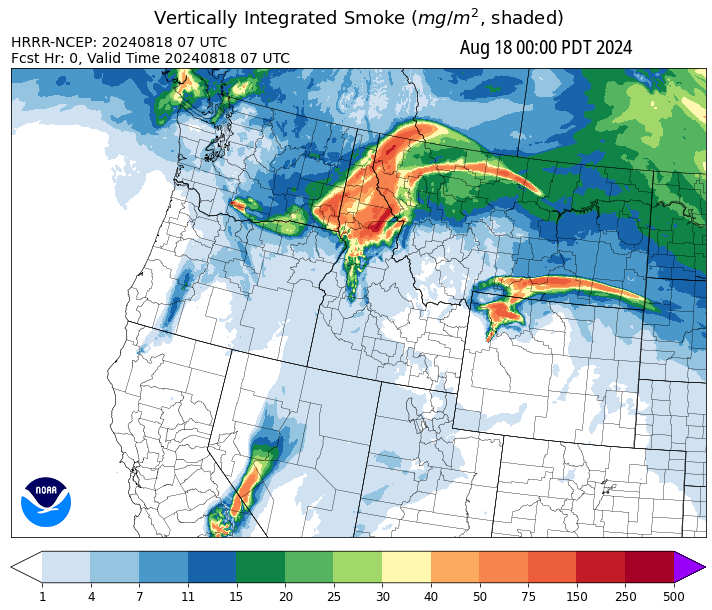 Vertically Integrated Smoke (mg/m², shaded)
HRRR-NCEP: 20240818 07 UTC
Aug 18 00:00 PDT 2024
Fcst Hr: 0, Valid Time 20240818 07 UTC
NOAA
1 4 7 11 15 20 25 30 40 50 75 150 250 500